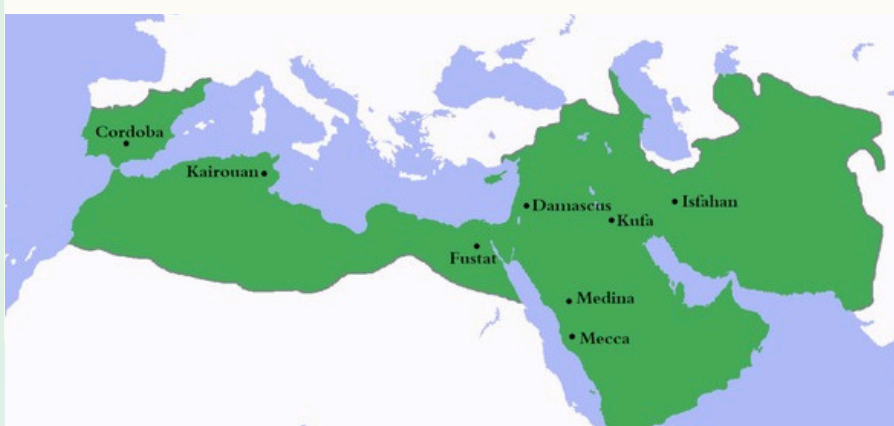 Cordoba
Kairouan
Damascus
Isfahan
Kufa
Fustat
Medina
Mecca